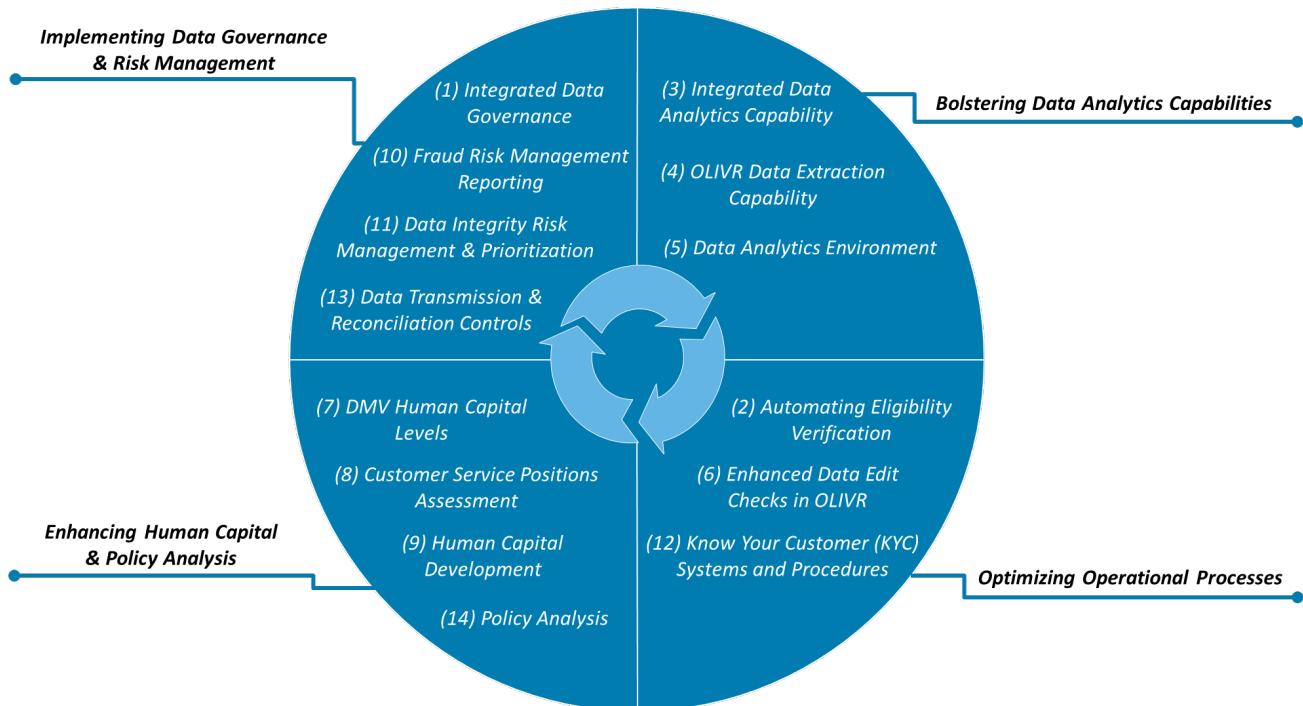 Implementing Data Governance
& Risk Management
(1) Integrated Data
Governance
(10) Fraud Risk Management
Reporting
(11) Data Integrity Risk
Management & Prioritization
(13) Data Transmission &
Reconciliation Controls
Bolstering Data Analytics Capabilities
(3) Integrated Data
Analytics Capability
(4) OLIVR Data Extraction
Capability
(5) Data Analytics Environment
Enhancing Human Capital
& Policy Analysis
(7) DMV Human Capital
Levels
(8) Customer Service Positions
Assessment
(9) Human Capital
Development
(14) Policy Analysis
Optimizing Operational Processes
(2) Automating Eligibility
Verification
(6) Enhanced Data Edit
Checks in OLIVR
(12) Know Your Customer (KYC)
Systems and Procedures